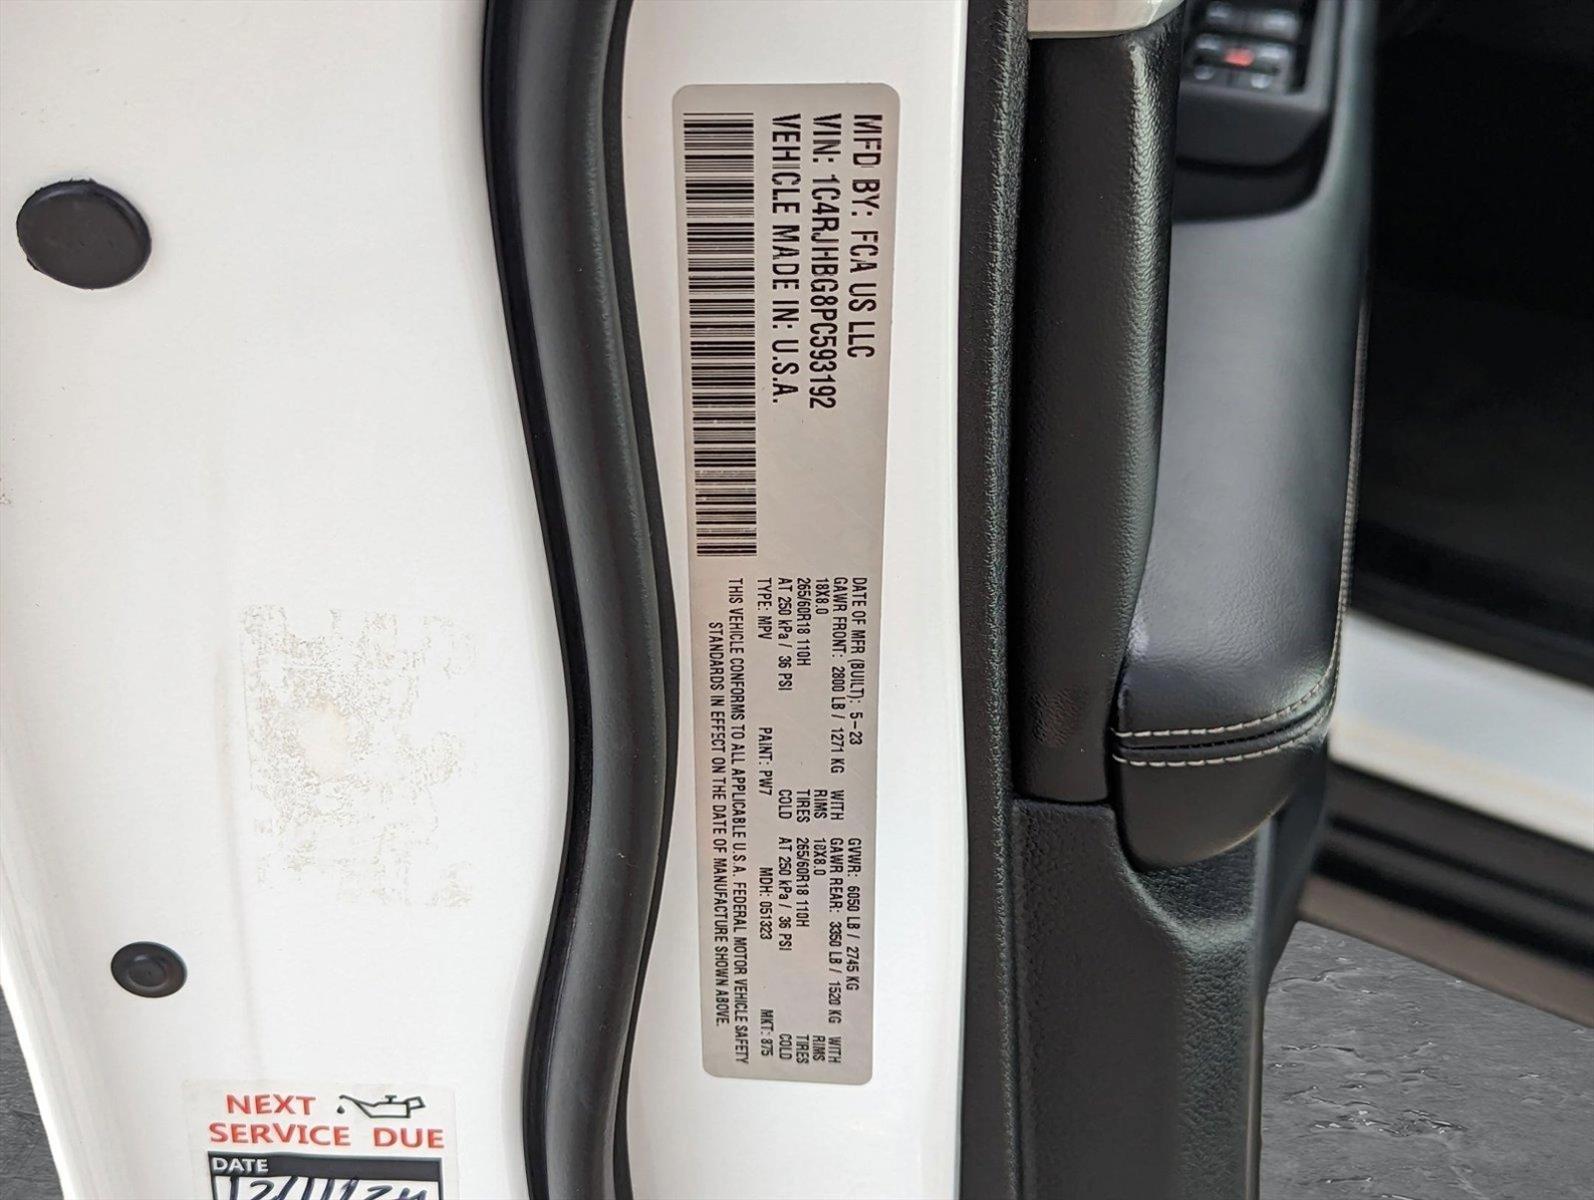 MFD BY: FCA US LLC
VIN: 1C4RJHBG8PC593192
VEHICLE MADE IN: U.S.A.
DATE OF MFR (BUILT): 5-23 GVWR: 6050 LB / 2745 KG
GAWR FRONT: 2800 LB / 1271 KG WITH GAWR REAR: 3350 LB / 1520 KG WITH
18X8.0 RIMS 18X8.0 RIMS
265/60R18 110H TIRES 265/60R18 110H TIRES
AT 250 kPa / 36 PSI COLD AT 250 kPa / 36 PSI COLD
TYPE: MPV PAINT: PW7 MDH: 051323 MKT: 875
THIS VEHICLE CONFORMS TO ALL APPLICABLE U.S.A. FEDERAL MOTOR VEHICLE SAFETY
STANDARDS IN EFFECT ON THE DATE OF MANUFACTURE SHOWN ABOVE.
NEXT
SERVICE DUE
DATE